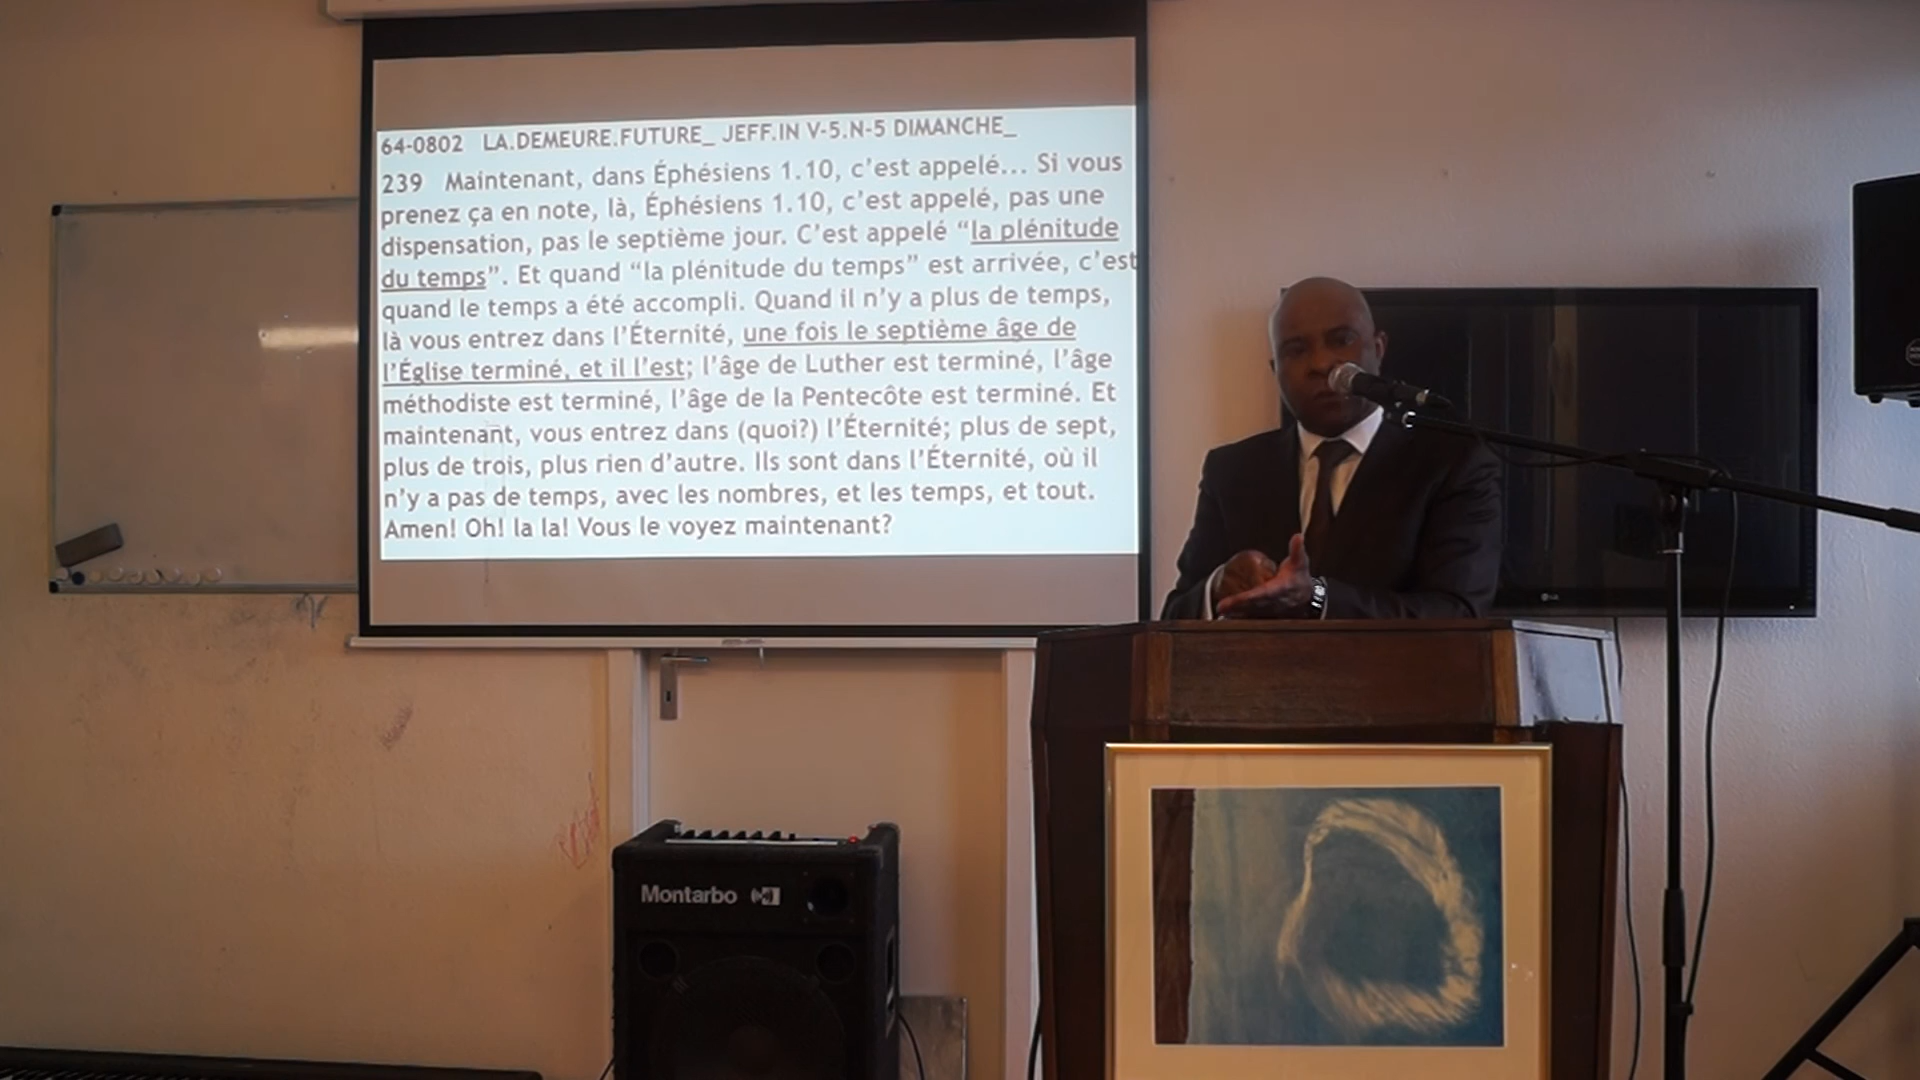 64-0802 LA.DEMEURE.FUTURE_ JEFF.IN V-5.N-5 DIMANCHE_
239 Maintenant, dans Éphésiens 1.10, c’est appelé... Si vous
prenez ça en note, là, Éphésiens 1.10, c’est appelé, pas une
dispensation, pas le septième jour. C’est appelé “la plénitude
du temps”. Et quand “la plénitude du temps” est arrivée, c’est
quand le temps a été accompli. Quand il n’y a plus de temps,
là vous entrez dans l’Éternité, une fois le septième âge de
l’Église terminé, et il l’est; l’âge de Luther est terminé, l’âge
méthodiste est terminé, l’âge de la Pentecôte est terminé. Et
maintenant, vous entrez dans (quoi?) l’Éternité; plus de sept,
plus de trois, plus rien d’autre. Ils sont dans l’Éternité, où il
n’y a pas de temps, avec les nombres, et les temps, et tout.
Amen! Oh! la la! Vous le voyez maintenant?
LG
Montarbo